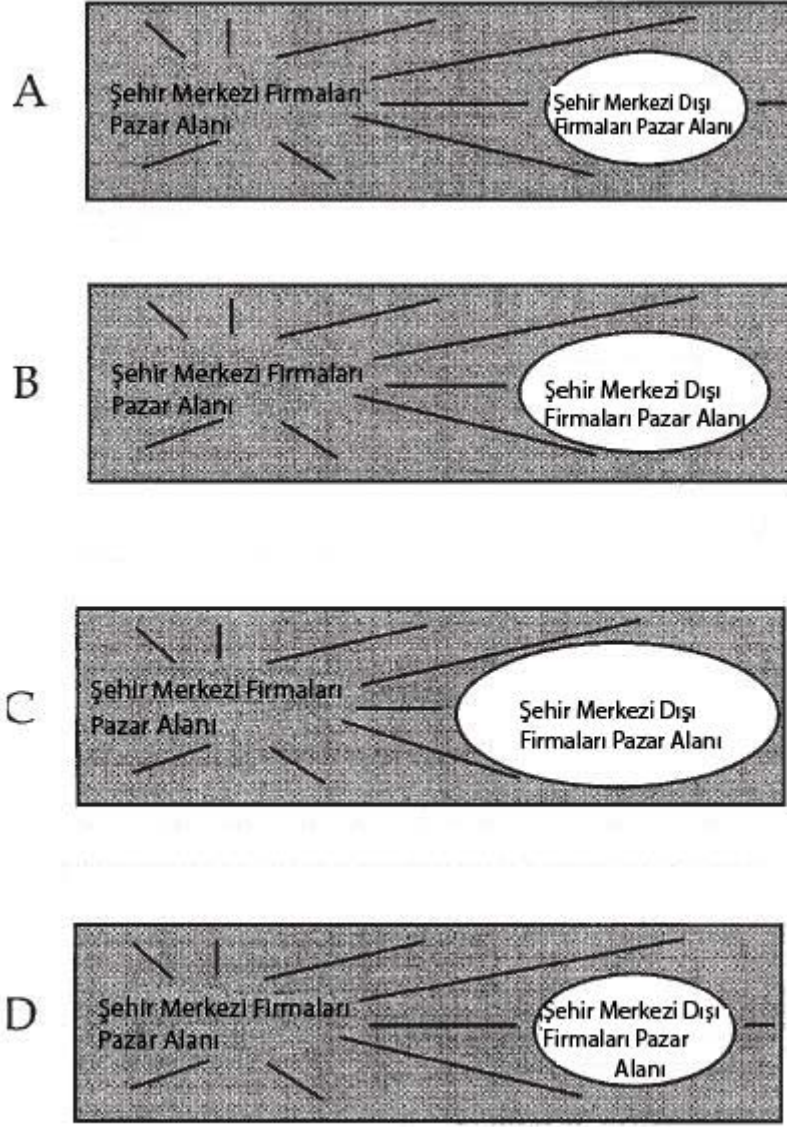 A
Şehir Merkezi Firmaları
Pazar Alanı
Şehir Merkezi Dışı
Firmaları Pazar Alanı
B
Şehir Merkezi Firmaları
Pazar Alanı
Şehir Merkezi Dışı
Firmaları Pazar Alanı
C
Şehir Merkezi Firmaları
Pazar Alanı
Şehir Merkezi Dışı
Firmaları Pazar Alanı
D
Şehir Merkezi Firmaları
Pazar Alanı
Şehir Merkezi Dışı
Firmaları Pazar
Alanı